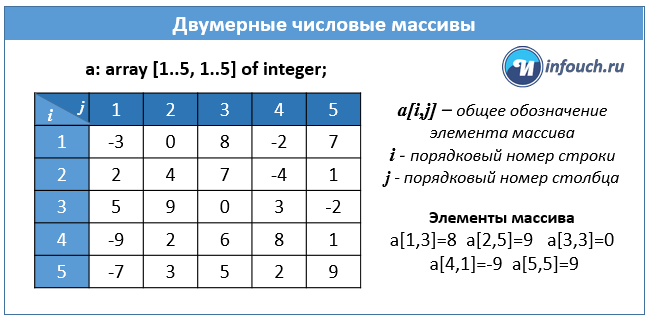 Двумерные числовые массивы
a: array [1..5, 1..5] of integer;
И infouch.ru
i j 1 2 3 4 5
1 -3 0 8 -2 7
2 2 4 7 -4 1
3 5 9 0 3 -2
4 -9 2 6 8 1
5 -7 3 5 2 9
a[i,j] – общее обозначение
элемента массива
i - порядковый номер строки
j - порядковый номер столбца
Элементы массива
a[1,3]=8 a[2,5]=9 a[3,3]=0
a[4,1]=-9 a[5,5]=9